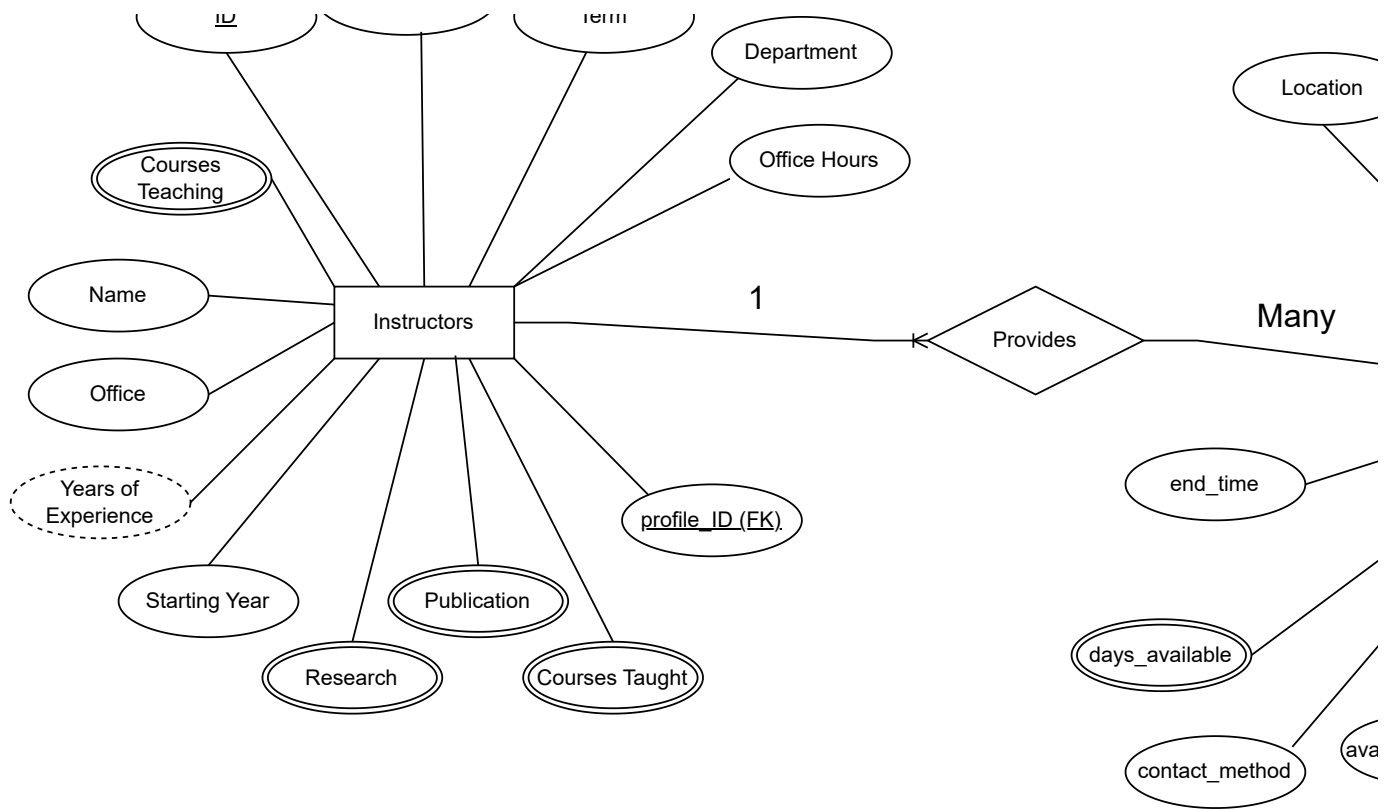 ID
Term
Department
Location
Courses
Teaching
Office Hours
Name
1
Instructors
Many
Provides
Office
Years of
Experience
end_time
profile_ID (FK)
Starting Year
Publication
days_available
Research
Courses Taught
contact_method
ava